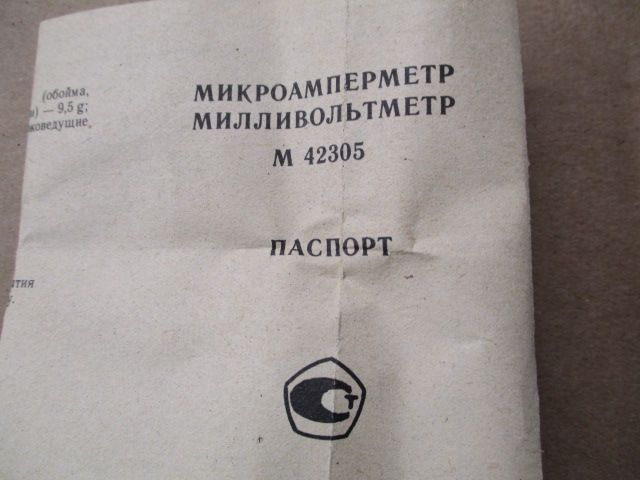 (обойма,
— 9,5 g;
МИКРОАМПЕРМЕТР
МИЛЛИВОЛЬТМЕТР
М 42305
ПАСПОРТ